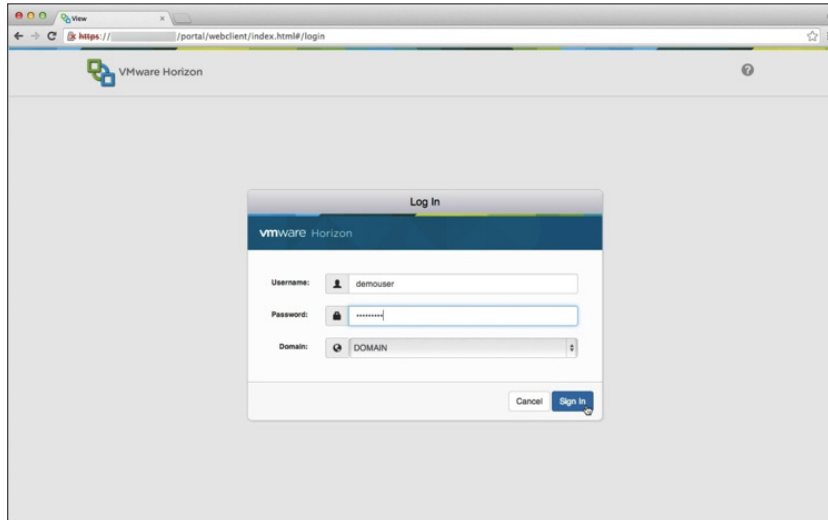 View
https:// /portal/webclient/index.html#/login
VMware Horizon
Log In
vmware Horizon
Username:
demouser
Password:
Domain:
DOMAIN
Cancel
Sign In